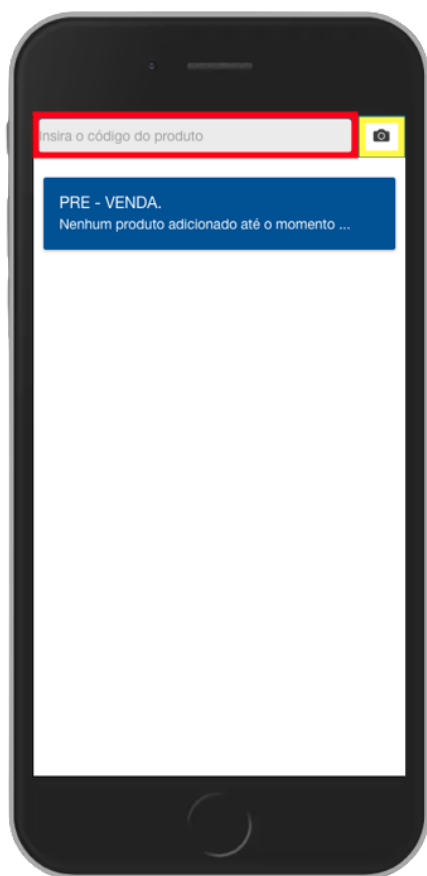 Insira o código do produto
PRE - VENDA.
Nenhum produto adicionado até o momento ...